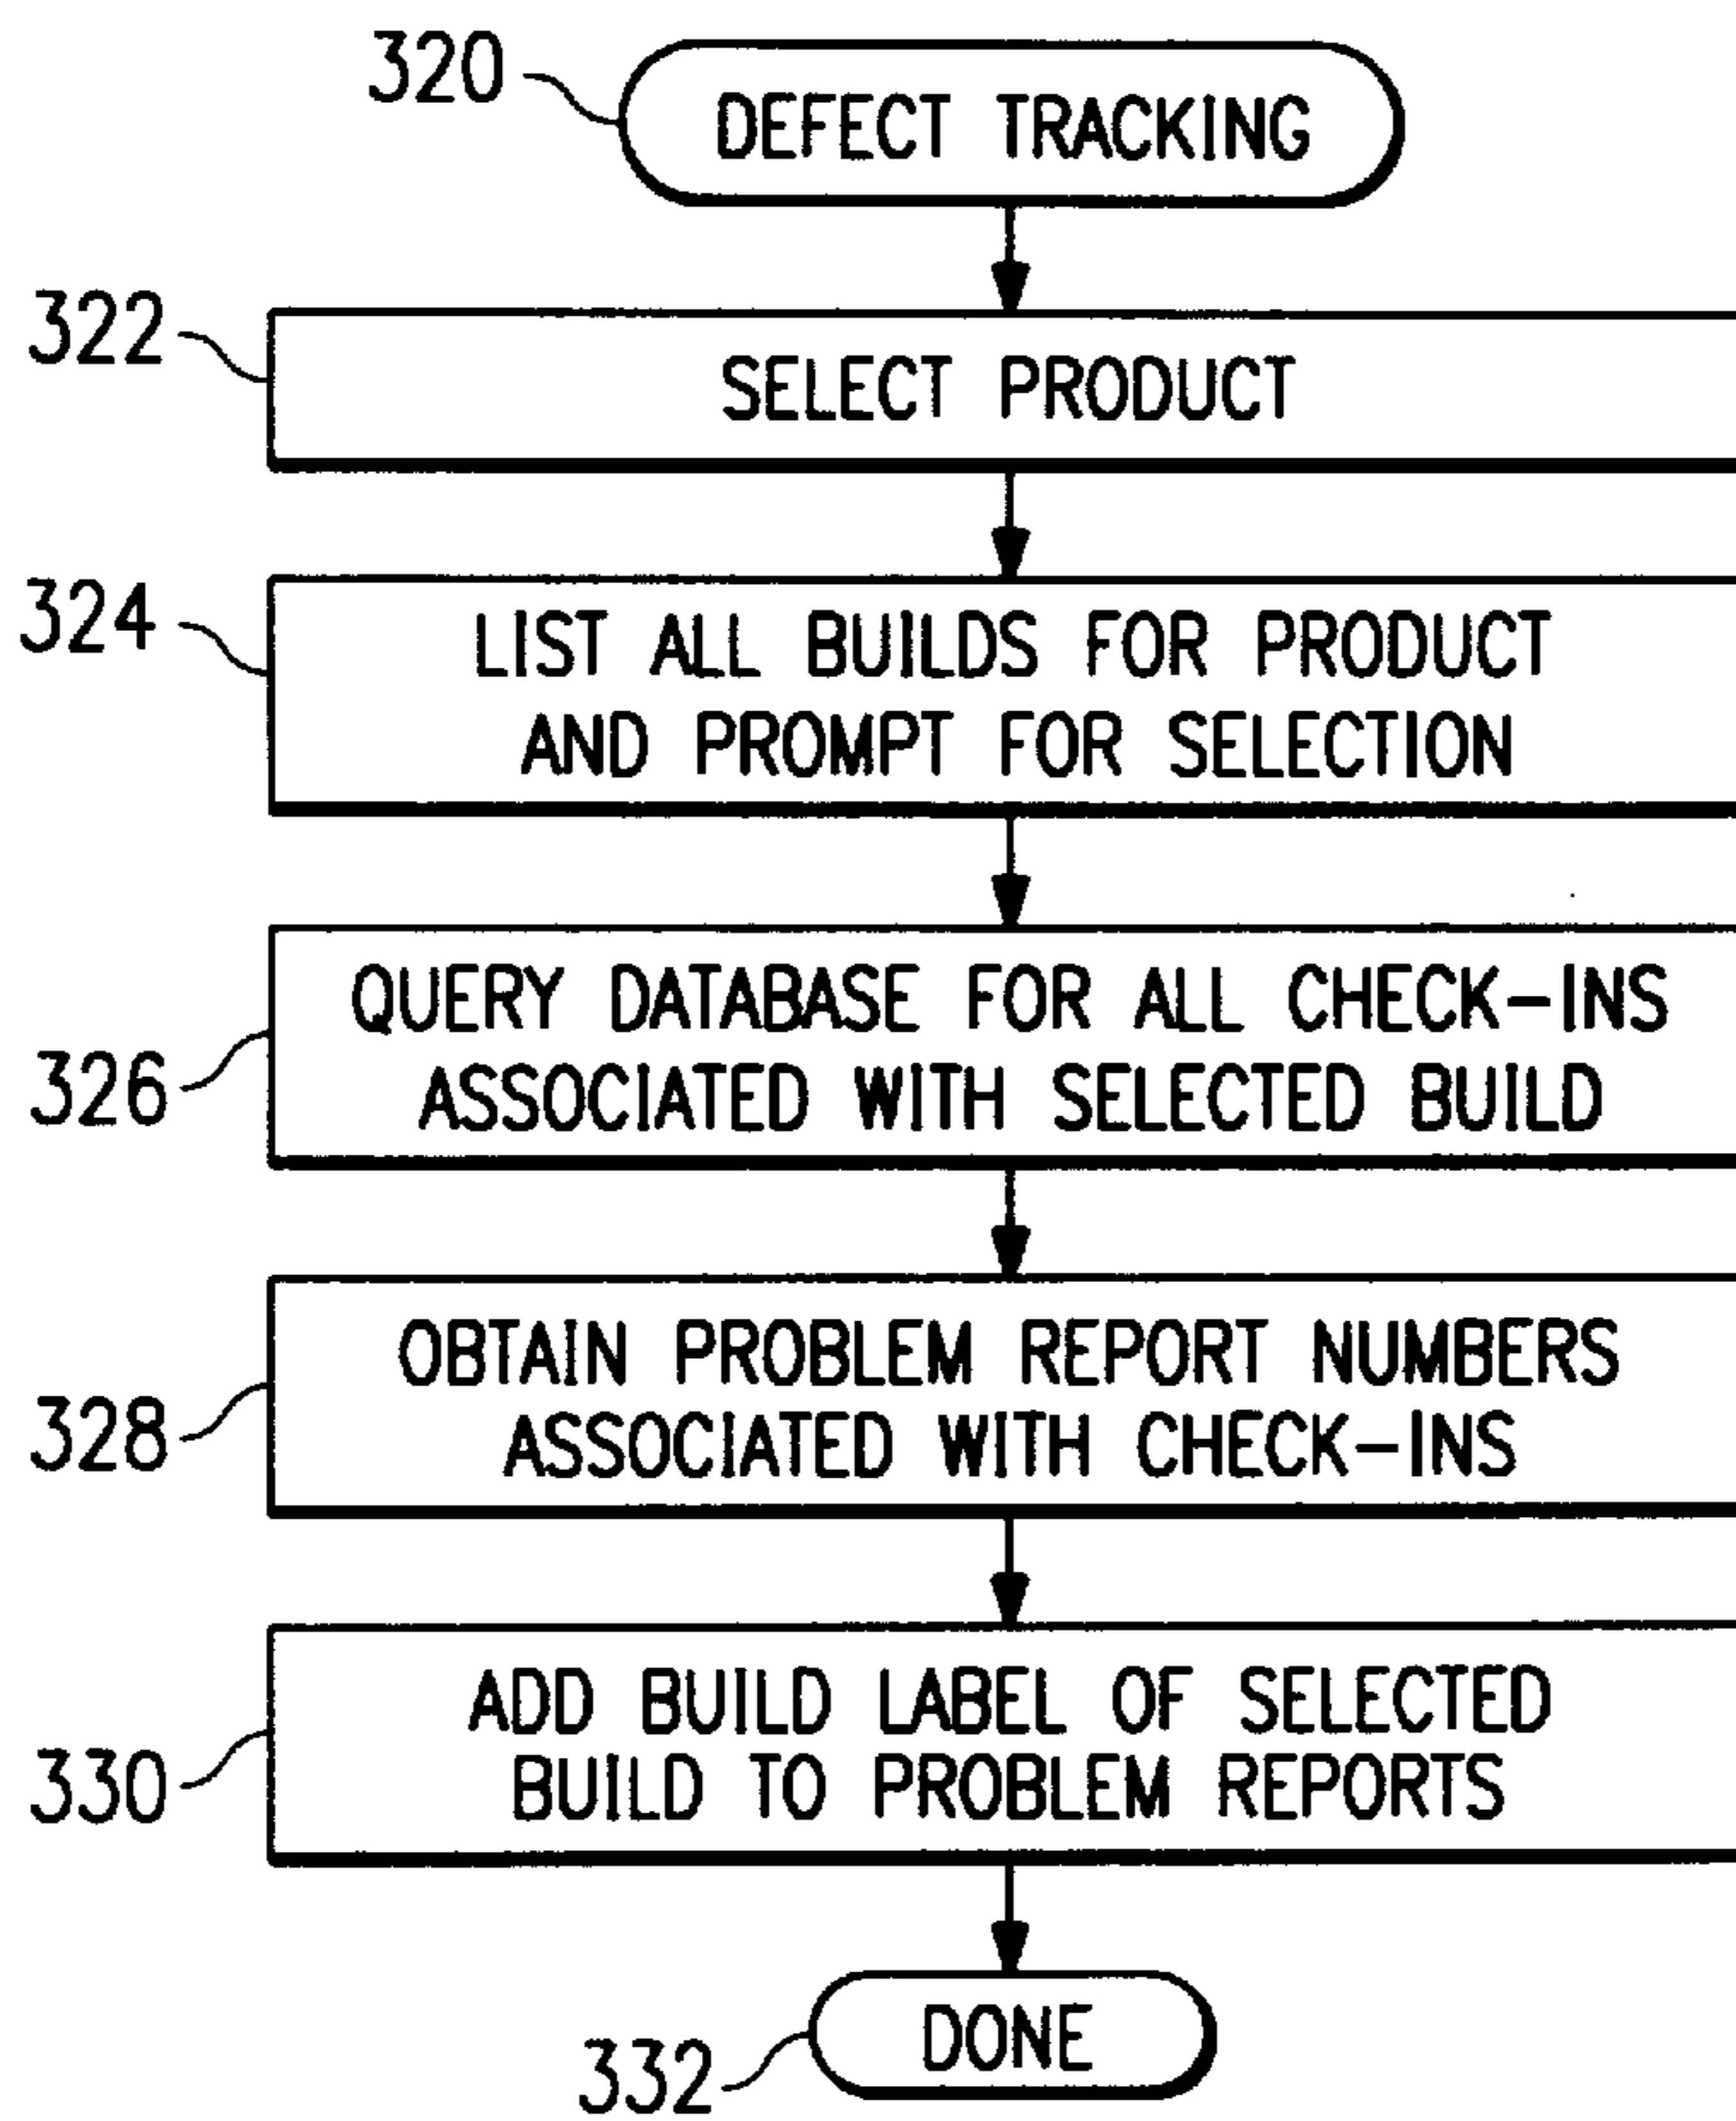 320
DEFECT TRACKING
322
SELECT PRODUCT
324
LIST ALL BUILDS FOR PRODUCT
AND PROMPT FOR SELECTION
326
QUERY DATABASE FOR ALL CHECK-INS
ASSOCIATED WITH SELECTED BUILD
328
OBTAIN PROBLEM REPORT NUMBERS
ASSOCIATED WITH CHECK-INS
330
ADD BUILD LABEL OF SELECTED
BUILD TO PROBLEM REPORTS
332
DONE